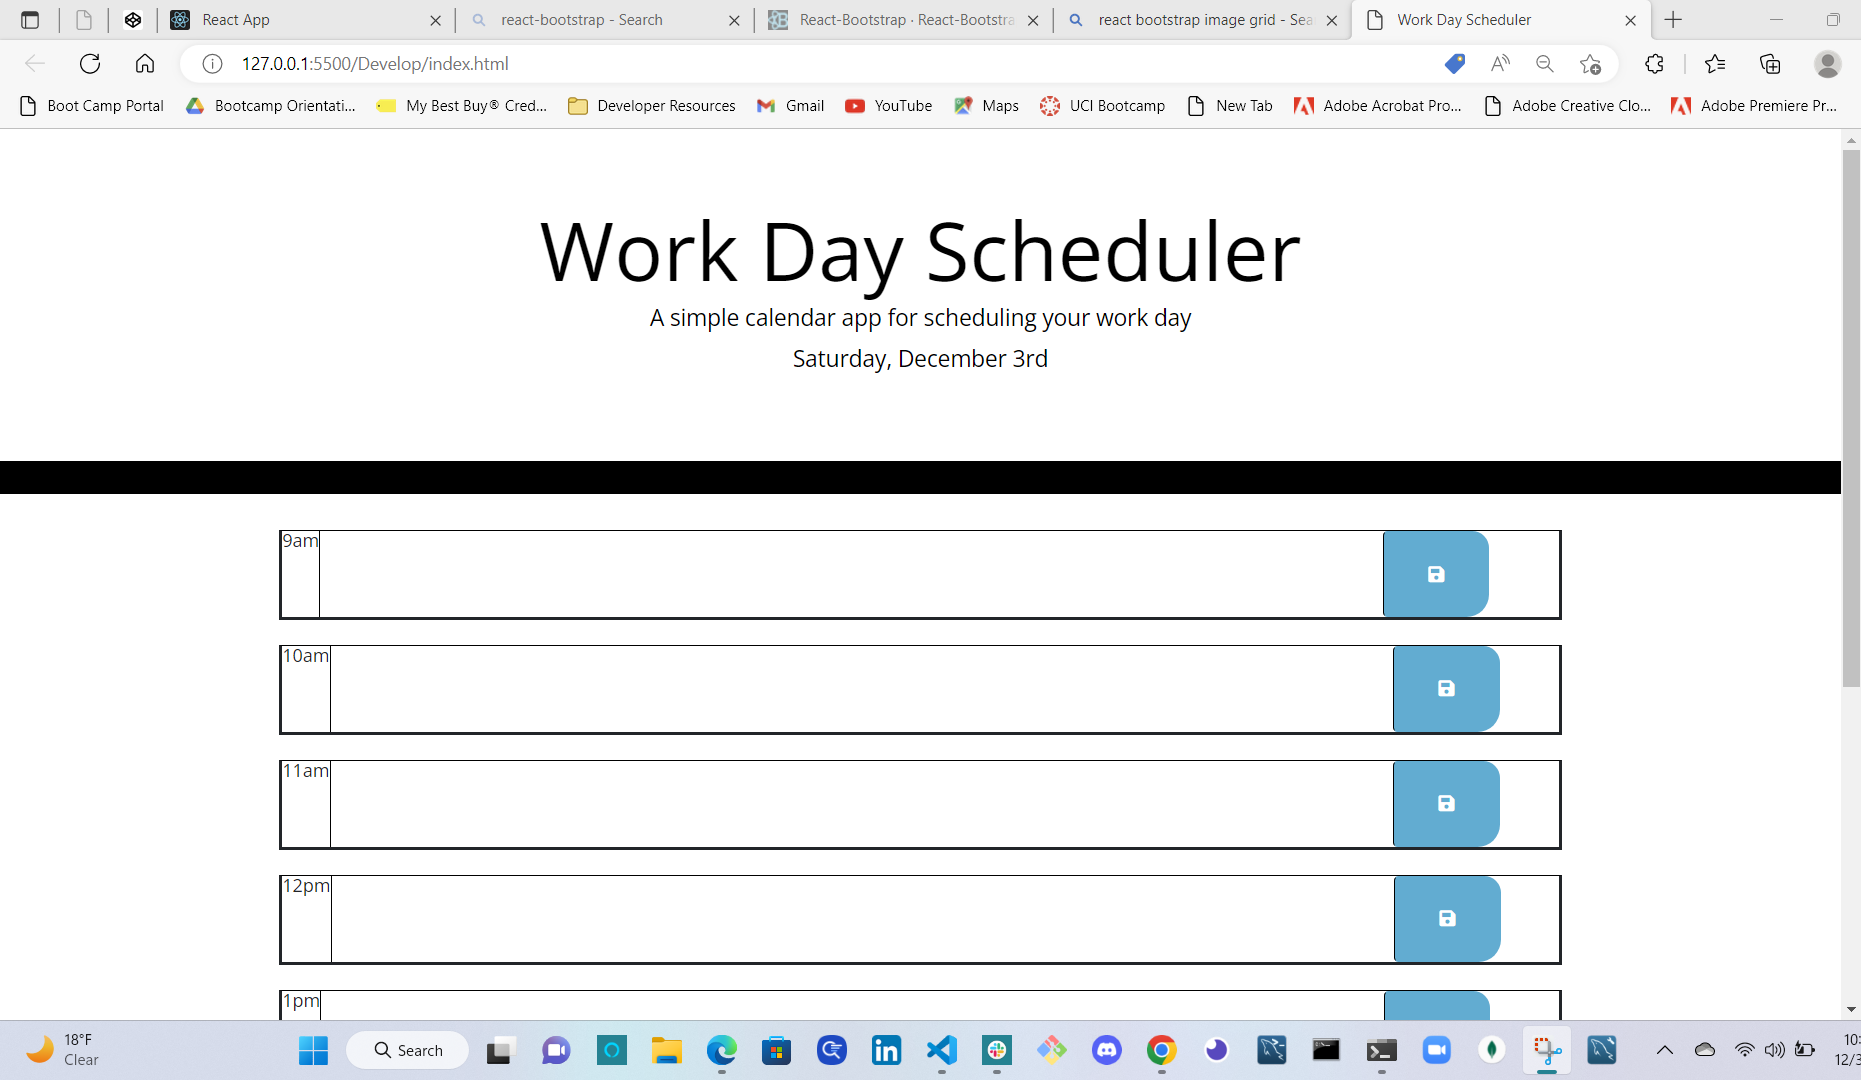 React App
react-bootstrap - Search
React-Bootstrap · React-Bootstra
react bootstrap image grid - Sea
Work Day Scheduler
127.0.0.1:5500/Develop/index.html
Boot Camp Portal
Bootcamp Orientati...
My Best Buy® Cred...
Developer Resources
Gmail
YouTube
Maps
UCI Bootcamp
New Tab
Adobe Acrobat Pro...
Adobe Creative Clo...
Adobe Premiere Pr...
Work Day Scheduler
A simple calendar app for scheduling your work day
Saturday, December 3rd
9am
10am
11am
12pm
1pm
18°F
Clear
Search
10:
12/3